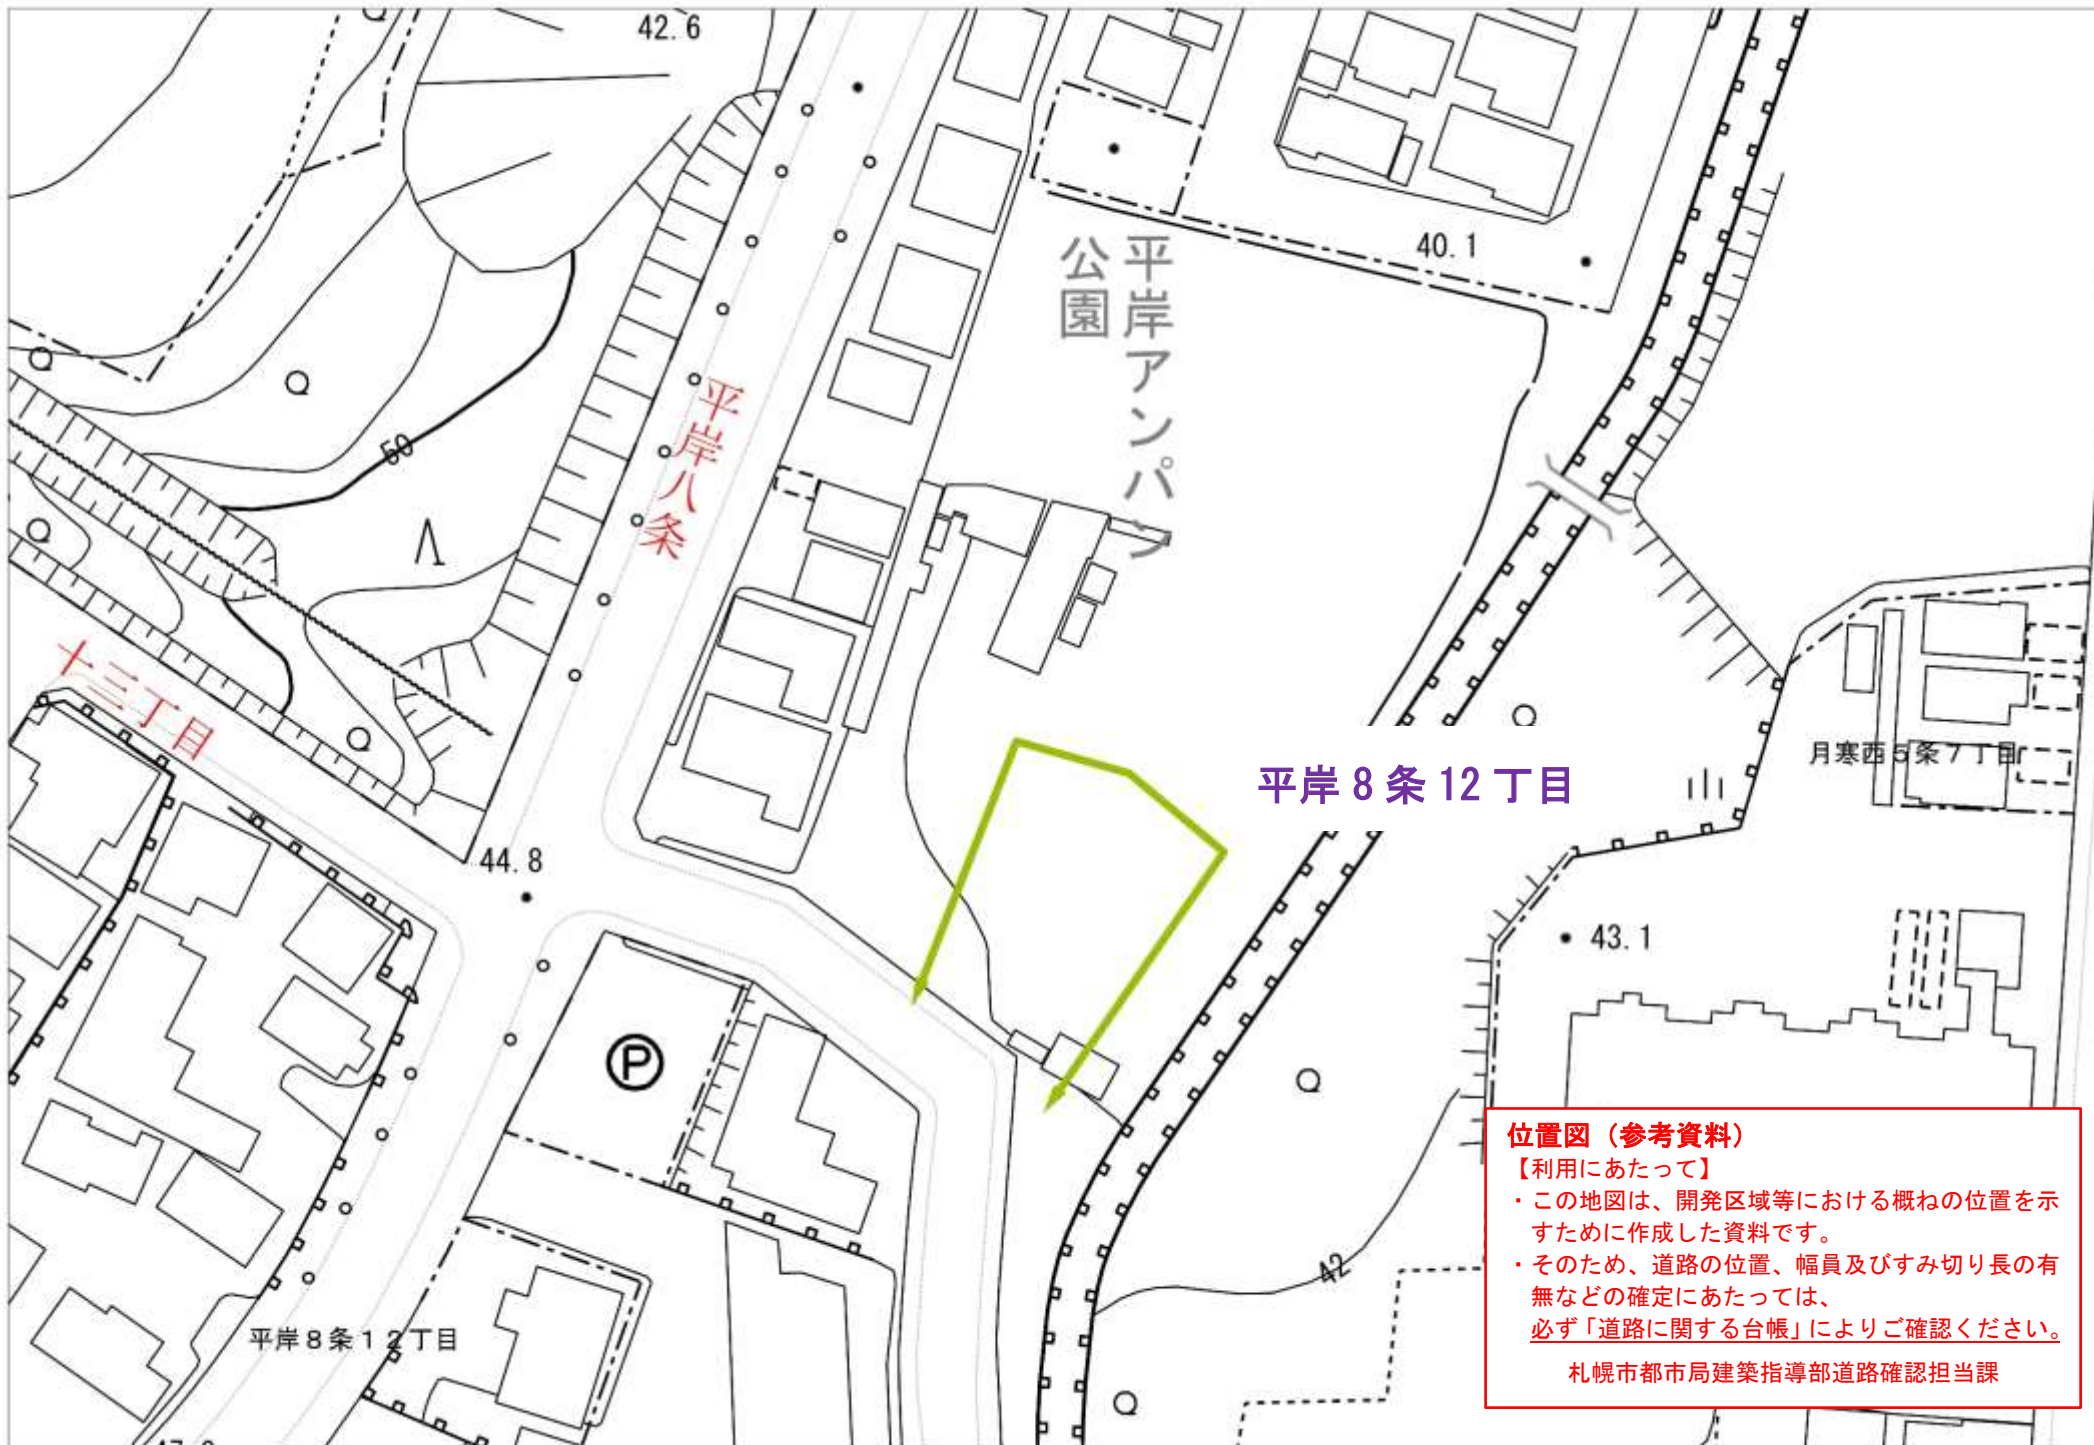 42.6
40.1
平岸アンパン
公園
平岸八条
50
十三丁目
平岸8条12丁目
月寒西5条7丁目
44.8
43.1
P
42
平岸8条12丁目
位置図（参考資料）
【利用にあたって】
・この地図は、開発区域等における概ねの位置を示
すために作成した資料です。
・そのため、道路の位置、幅員及びすみ切り長の有
無などの確定にあたっては、
必ず「道路に関する台帳」によりご確認ください。
札幌市都市局建築指導部道路確認担当課